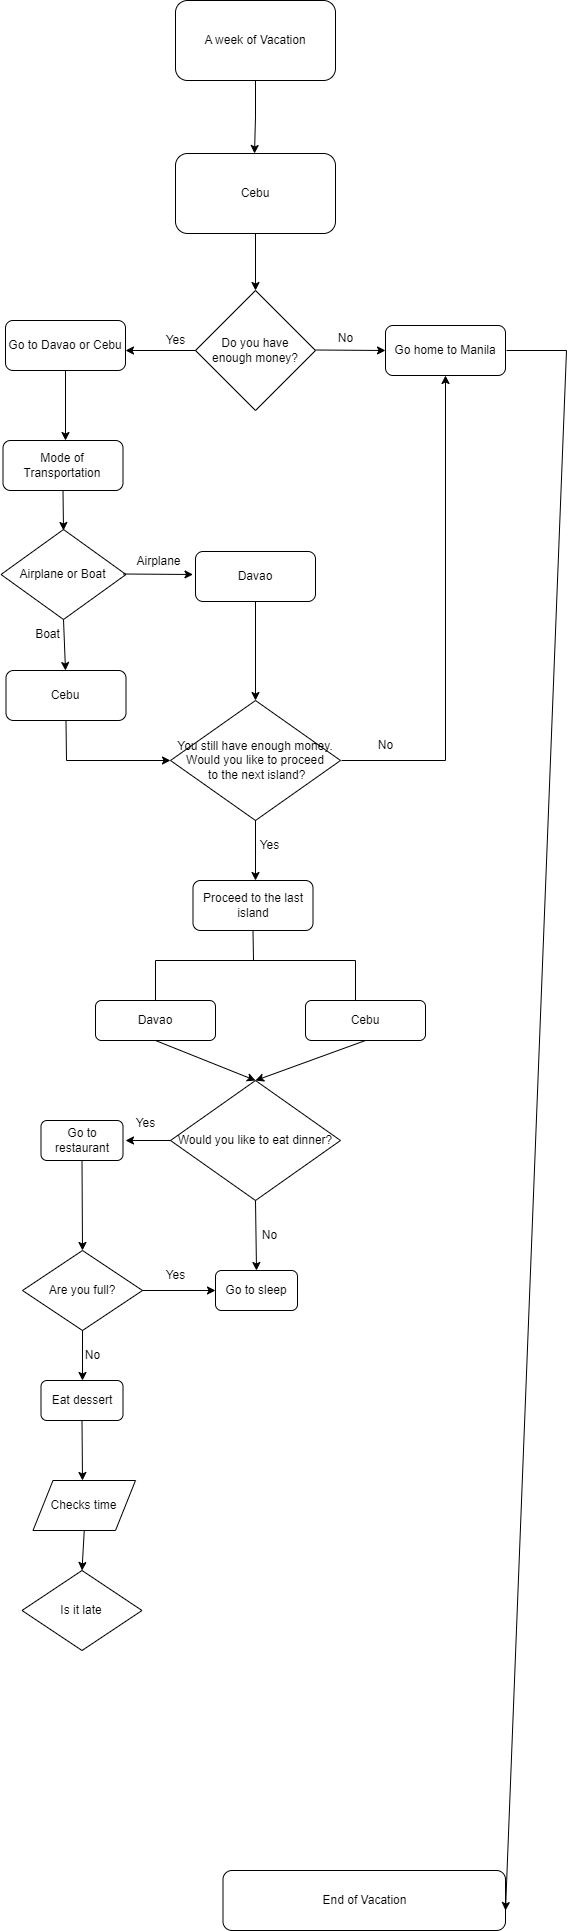 A week of Vacation
Cebu
Do you have
enough money?
Yes
No
Go to Davao or Cebu
Go home to Manila
Mode of
Transportation
Airplane or Boat
Airplane
Davao
Boat
Cebu
You still have enough money.
Would you like to proceed
to the next island?
No
Yes
Proceed to the last
island
Davao
Cebu
Would you like to eat dinner?
Yes
Go to
restaurant
No
Are you full?
Yes
Go to sleep
No
Eat dessert
Checks time
Is it late
End of Vacation